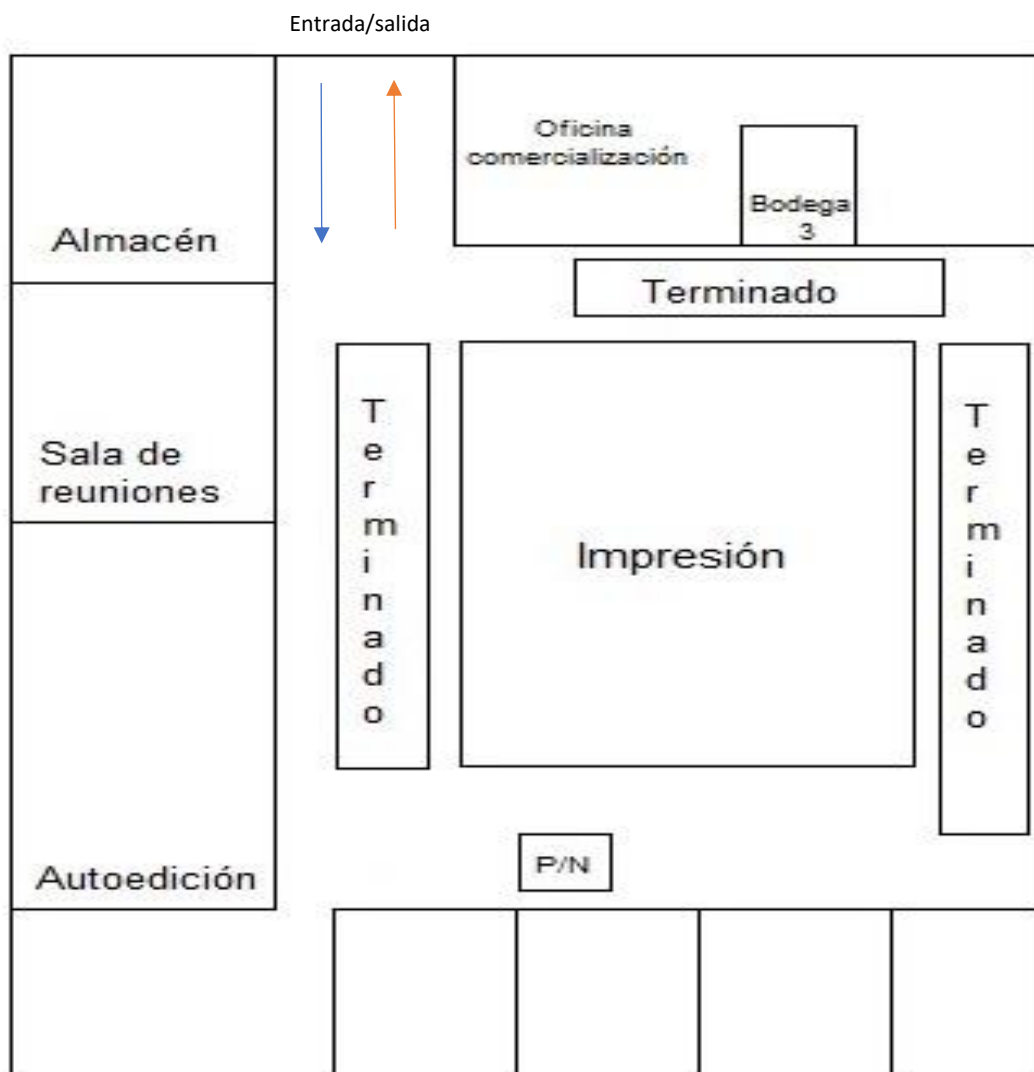 Entrada/salida
Oficina
comercialización
Bodega
3
Almacén
Terminado
Sala de
reuniones
T
e
r
m
i
n
a
d
o
Impresión
T
e
r
m
i
n
a
d
o
P/N
Autoedición